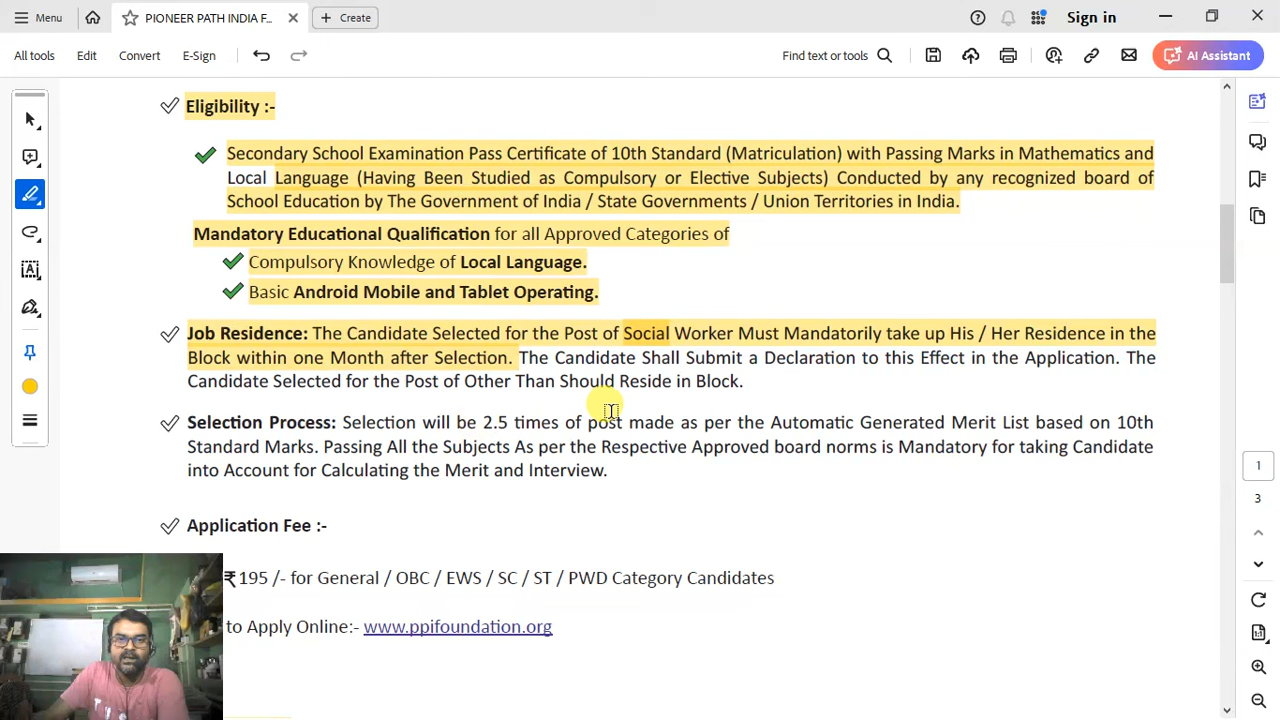 Menu
PIONEER PATH INDIA F...
Create
Sign in
All tools
Edit
Convert
E-Sign
Find text or tools
AI Assistant
Eligibility :-
Secondary School Examination Pass Certificate of 10th Standard (Matriculation) with Passing Marks in Mathematics and
Local Language (Having Been Studied as Compulsory or Elective Subjects) Conducted by any recognized board of
School Education by The Government of India / State Governments / Union Territories in India.
Mandatory Educational Qualification for all Approved Categories of
Compulsory Knowledge of Local Language.
Basic Android Mobile and Tablet Operating.
Job Residence: The Candidate Selected for the Post of Social Worker Must Mandatorily take up His / Her Residence in the
Block within one Month after Selection. The Candidate Shall Submit a Declaration to this Effect in the Application. The
Candidate Selected for the Post of Other Than Should Reside in Block.
Selection Process: Selection will be 2.5 times of post made as per the Automatic Generated Merit List based on 10th
Standard Marks. Passing All the Subjects As per the Respective Approved board norms is Mandatory for taking Candidate
into Account for Calculating the Merit and Interview.
Application Fee :-
₹195 /- for General / OBC / EWS / SC / ST / PWD Category Candidates
to Apply Online:- www.ppifoundation.org
1
3